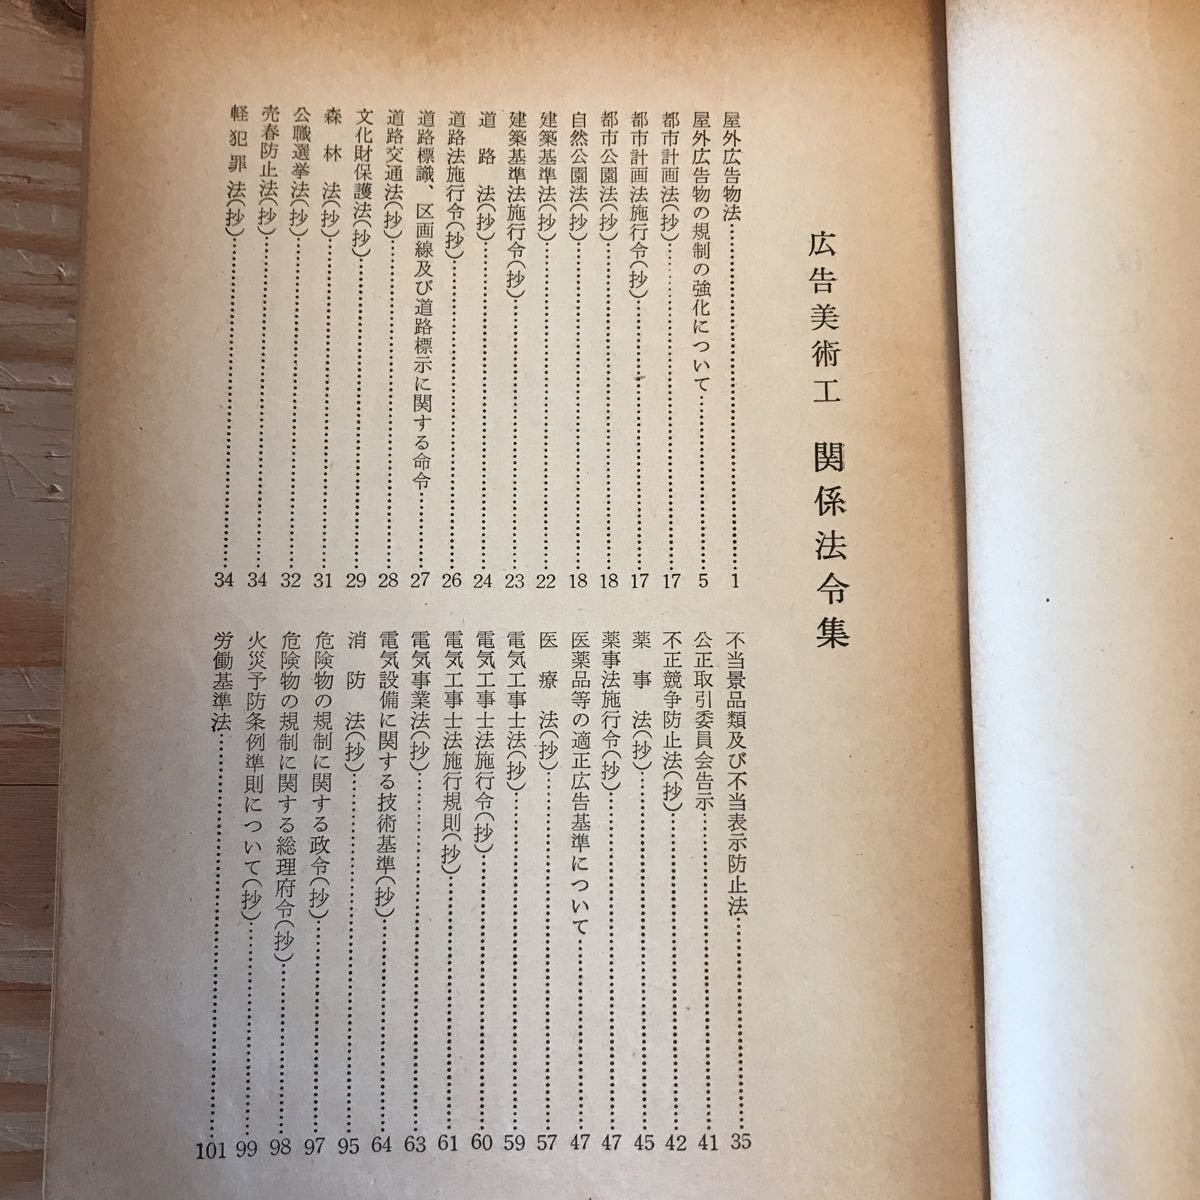 広告美術工 関係法令集
屋外広告物法……1
屋外広告物の規制の強化について……5
都市計画法(抄)……17
都市計画法施行令(抄)……17
都市公園法(抄)……18
自然公園法(抄)……18
建築基準法(抄)……22
建築基準法施行令(抄)……23
道路法(抄)……24
道路法施行令(抄)……26
道路標識、区画線及び道路標示に関する命令……27
道路交通法(抄)……28
文化財保護法(抄)……29
森林法(抄)……31
公職選挙法(抄)……32
売春防止法(抄)……34
軽犯罪法(抄)……34
不当景品類及び不当表示防止法……35
公正取引委員会告示……41
不正競争防止法(抄)……42
薬事法(抄)……45
薬事法施行令(抄)……47
医薬品等の適正広告基準について……47
医療法(抄)……57
電気工事士法(抄)……59
電気工事士法施行令(抄)……60
電気工事士法施行規則(抄)……61
電気事業法(抄)……63
電気設備に関する技術基準(抄)……64
消防法(抄)……95
危険物の規制に関する政令(抄)……97
危険物の規制に関する総理府令(抄)……98
火災予防条例準則について(抄)……99
労働基準法……101